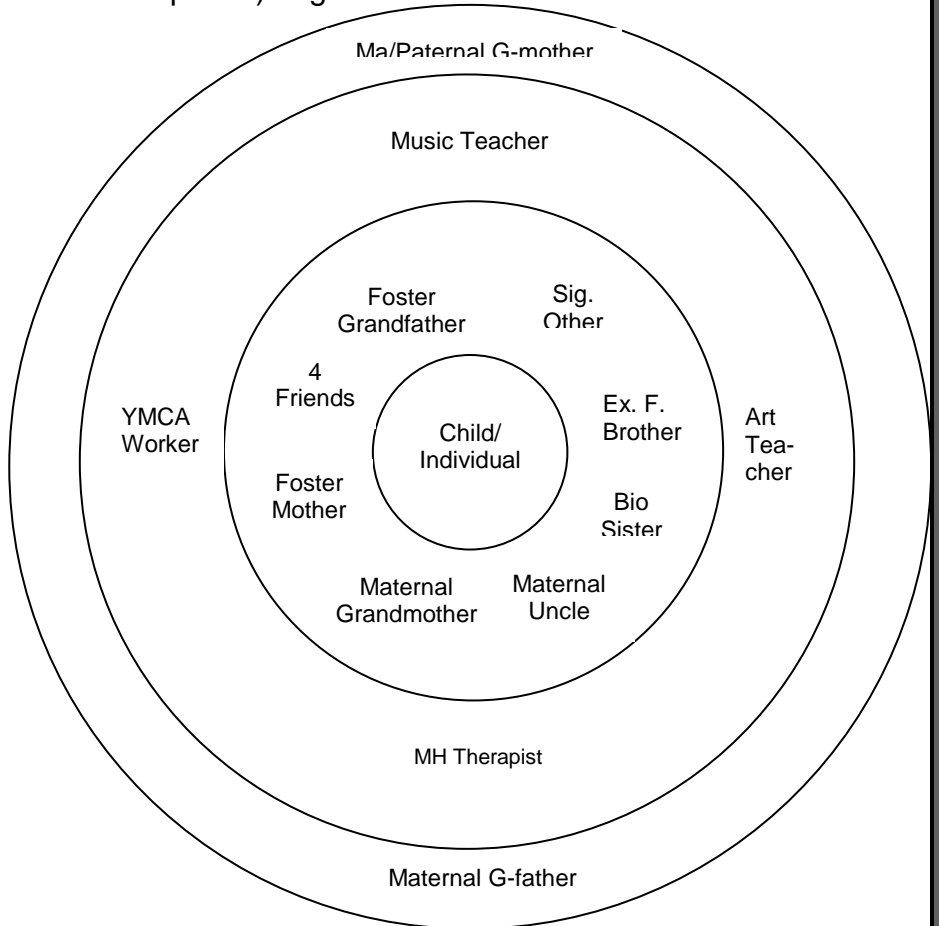 Ma/Paternal G-mother
Music Teacher
Foster
Grandfather
Sig.
Other
4
Friends
Ex. F.
Brother
YMCA
Worker
Child/
Individual
Art
Tea-
cher
Foster
Mother
Bio
Sister
Maternal
Grandmother
Maternal
Uncle
MH Therapist
Maternal G-father